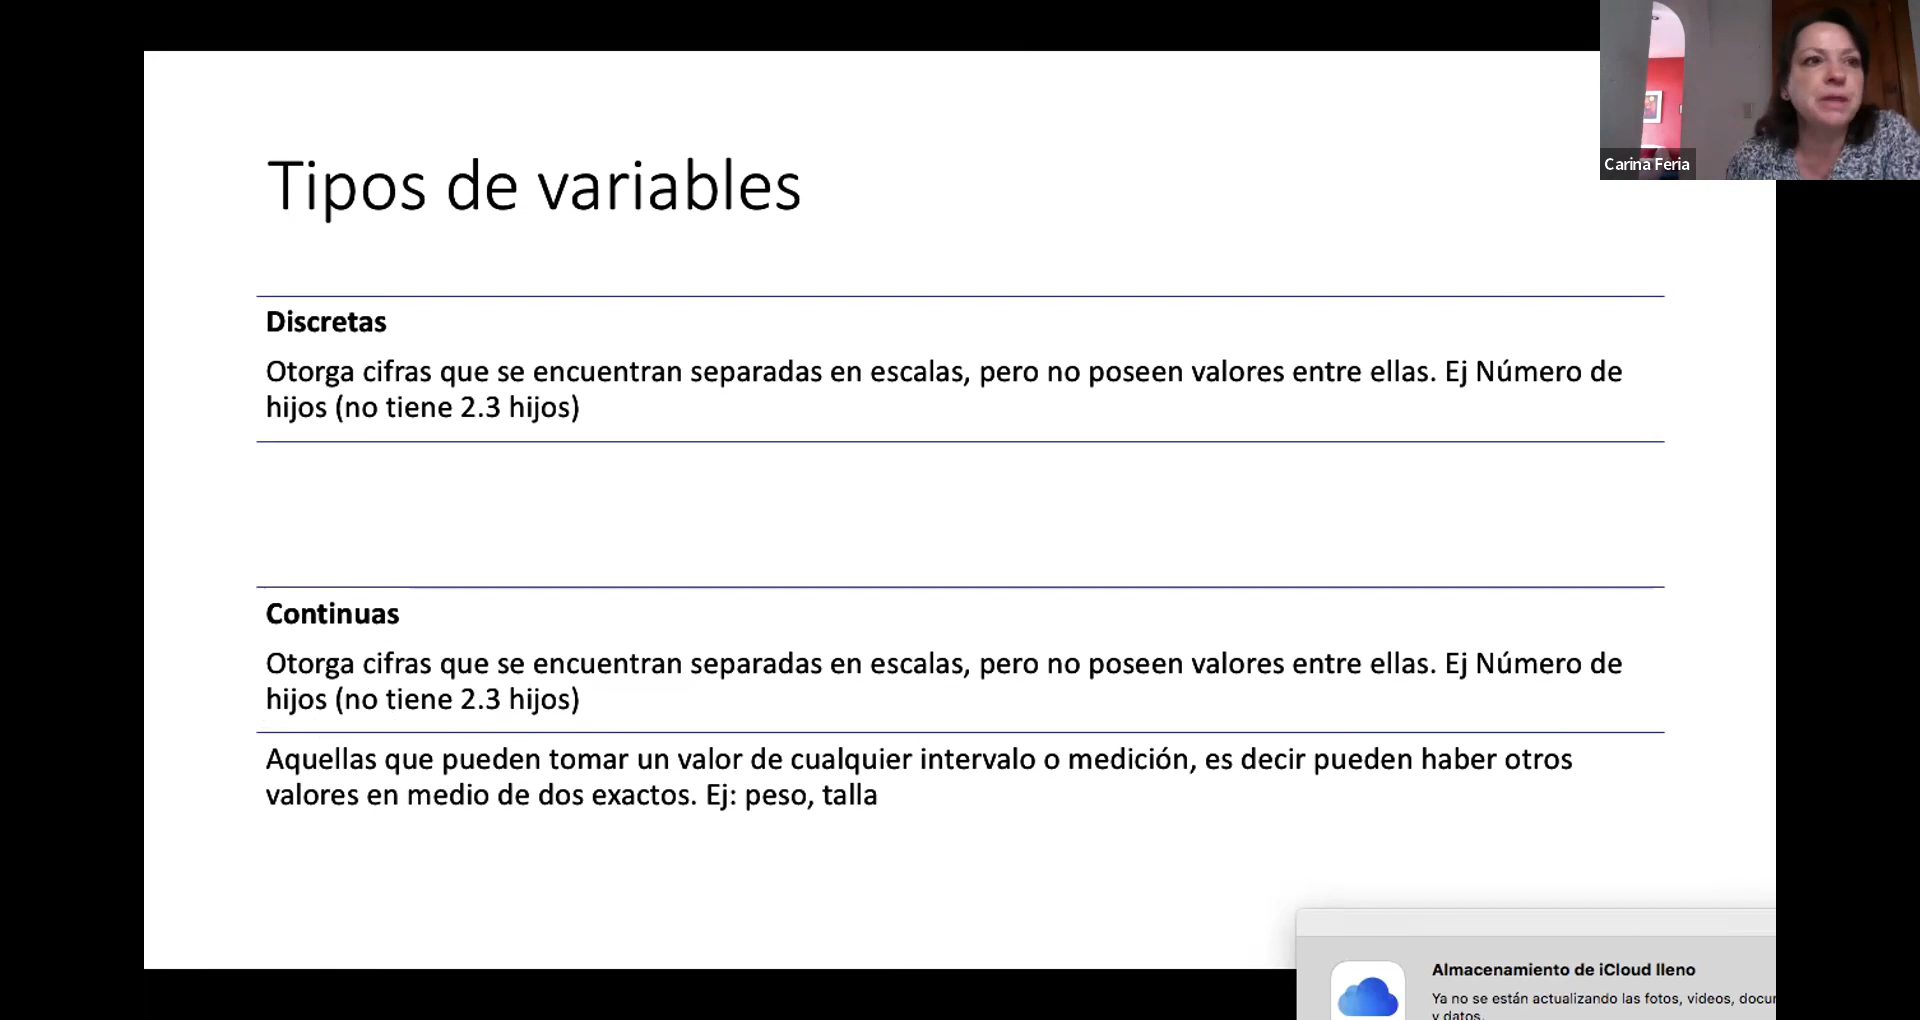 Carina Feria
Tipos de variables
Discretas
Otorga cifras que se encuentran separadas en escalas, pero no poseen valores entre ellas. Ej Número de
hijos (no tiene 2.3 hijos)
Continuas
Otorga cifras que se encuentran separadas en escalas, pero no poseen valores entre ellas. Ej Número de
hijos (no tiene 2.3 hijos)
Aquellas que pueden tomar un valor de cualquier intervalo o medición, es decir pueden haber otros
valores en medio de dos exactos. Ej: peso, talla
Almacenamiento de iCloud lleno
Ya no se están actualizando las fotos, videos, docum
y datos.